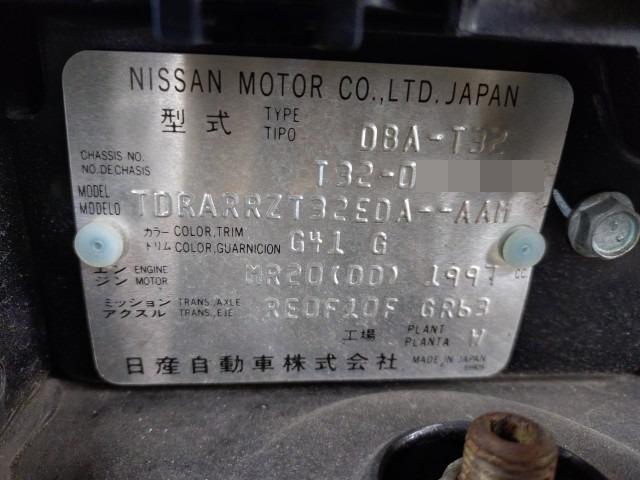 NISSAN MOTOR CO.,LTD. JAPAN
型式 TYPE TIPO DBA-T32
CHASSIS NO. NO.DE CHASIS T32-0
MODEL MODELO TDRARRZT32EDA--AAM
カラー COLOR,TRIM
トリム COLOR,GUARNICION G41 G
エンジン ENGINE MOTOR MR20(DD) 1997 cc
ミッション TRANS.,AXLE
アクスル TRANS.,EJE RE0F10F GR63
工場 PLANT PLANTA W
日産自動車株式会社 MADE IN JAPAN